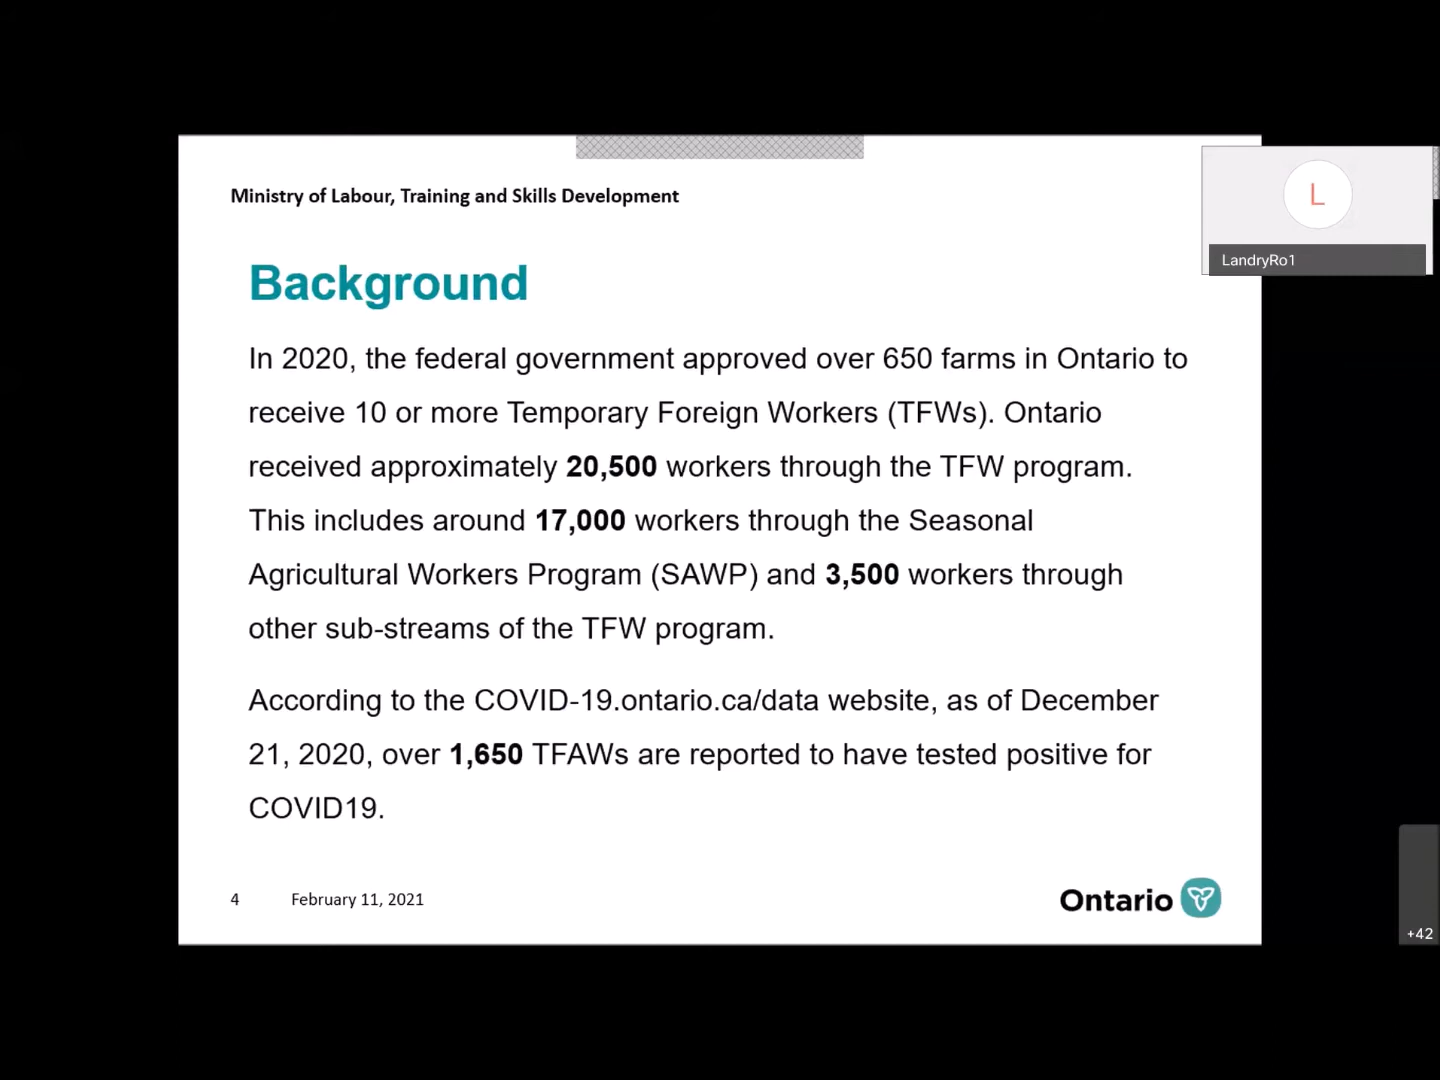 Ministry of Labour, Training and Skills Development
L
LandryRo1
Background
In 2020, the federal government approved over 650 farms in Ontario to
receive 10 or more Temporary Foreign Workers (TFWs). Ontario
received approximately 20,500 workers through the TFW program.
This includes around 17,000 workers through the Seasonal
Agricultural Workers Program (SAWP) and 3,500 workers through
other sub-streams of the TFW program.
According to the COVID-19.ontario.ca/data website, as of December
21, 2020, over 1,650 TFAWs are reported to have tested positive for
COVID19.
4 February 11, 2021
Ontario
+42